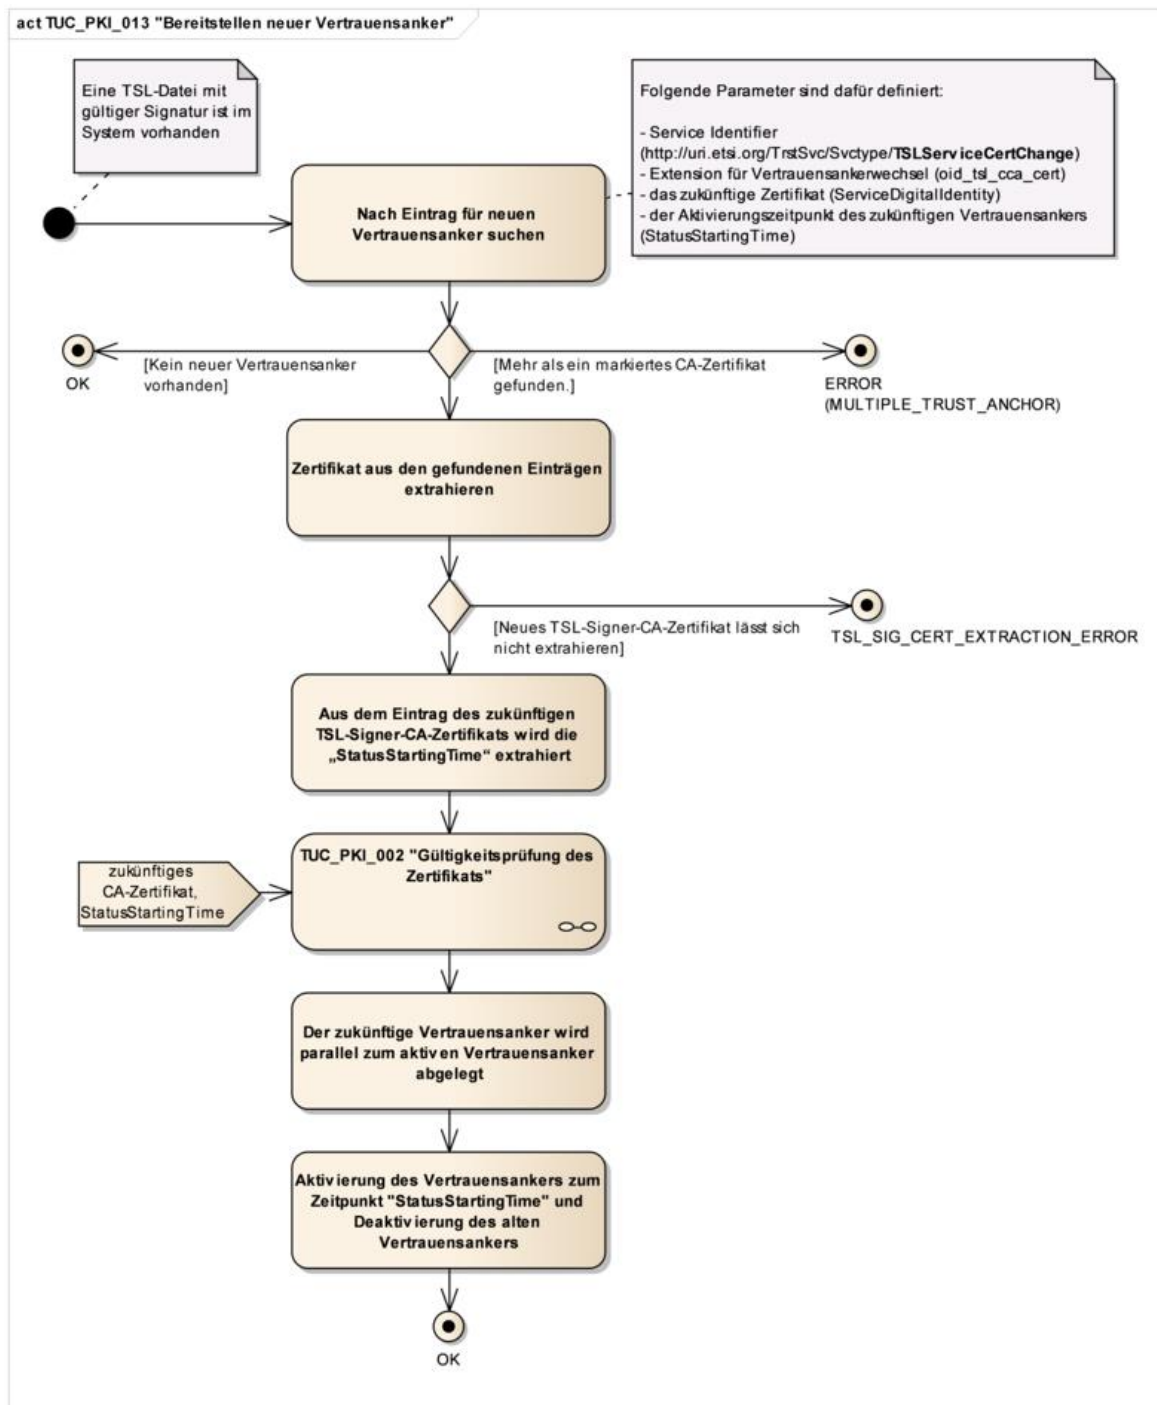 act TUC_PKI_013 "Bereitstellen neuer Vertrauensanker"
Eine TSL-Datei mit
gültiger Signatur ist im
System vorhanden
Folgende Parameter sind dafür definiert:
- Service Identifier
(http://uri.etsi.org/TrstSvc/Svctype/TSLServiceCertChange)
- Extension für Vertrauensankerwechsel (oid_tsl_cca_cert)
- das zukünftige Zertifikat (ServiceDigitalIdentity)
- der Aktivierungszeitpunkt des zukünftigen Vertrauensankers
(StatusStartingTime)
Nach Eintrag für neuen
Vertrauensanker suchen
[Kein neuer Vertrauensanker
vorhanden]
OK
[Mehr als ein markiertes CA-Zertifikat
gefunden.]
ERROR
(MULTIPLE_TRUST_ANCHOR)
Zertifikat aus den gefundenen Einträgen
extrahieren
[Neues TSL-Signer-CA-Zertifikat lässt sich
nicht extrahieren]
TSL_SIG_CERT_EXTRACTION_ERROR
Aus dem Eintrag des zukünftigen
TSL-Signer-CA-Zertifikats wird die
„StatusStartingTime“ extrahiert
zukünftiges
CA-Zertifikat,
StatusStartingTime
TUC_PKI_002 "Gültigkeitsprüfung des
Zertifikats"
Der zukünftige Vertrauensanker wird
parallel zum aktiven Vertrauensanker
abgelegt
Aktivierung des Vertrauensankers zum
Zeitpunkt "StatusStartingTime" und
Deaktivierung des alten
Vertrauensankers
OK